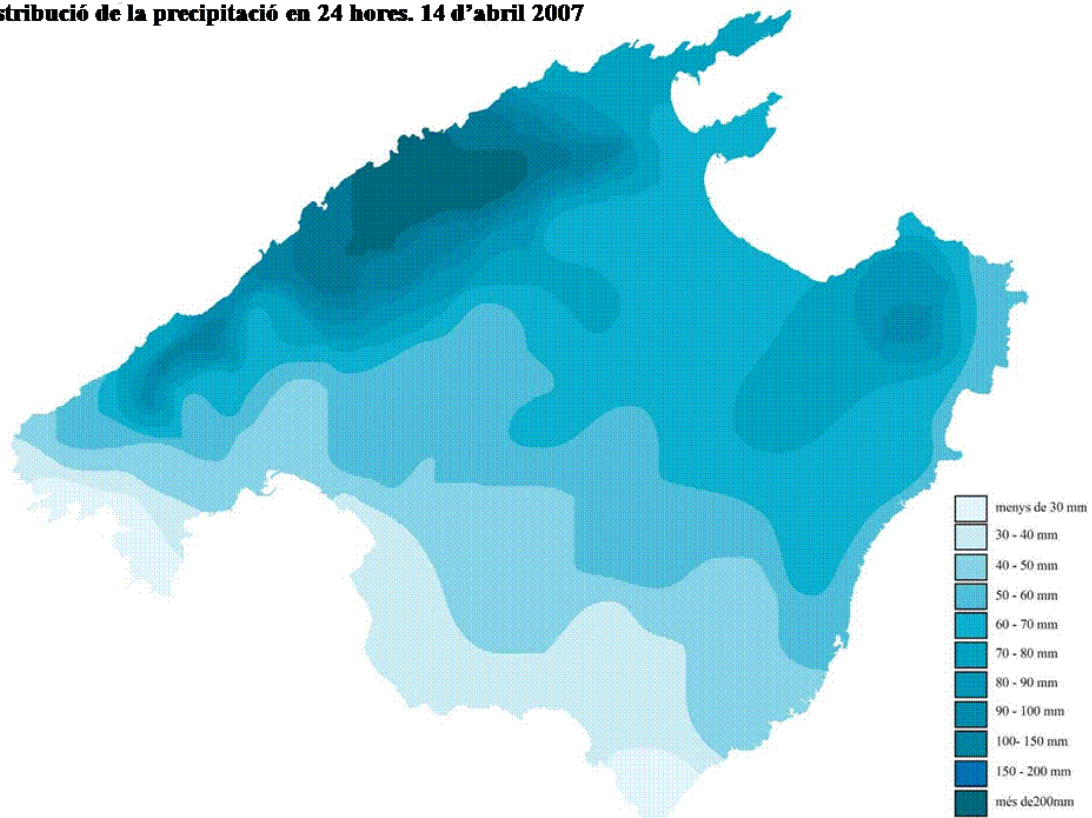 stribució de la precipitació en 24 hores. 14 d’abril 2007
menys de 30 mm
30 - 40 mm
40 - 50 mm
50 - 60 mm
60 - 70 mm
70 - 80 mm
80 - 90 mm
90 - 100 mm
100- 150 mm
150 - 200 mm
més de200mm